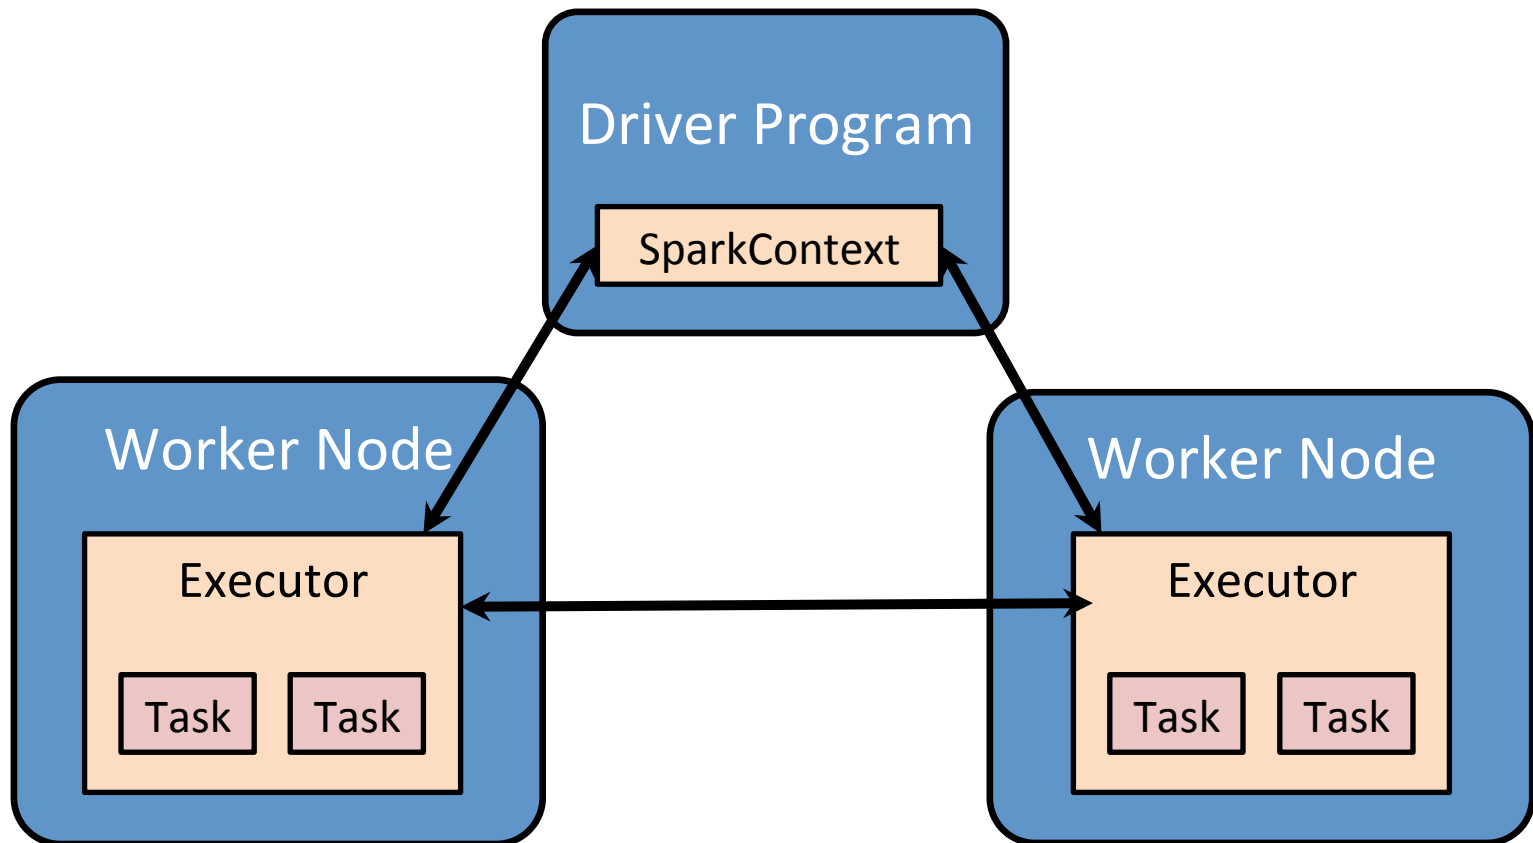 Driver Program
SparkContext
Worker Node
Executor
Task
Task
Worker Node
Executor
Task
Task